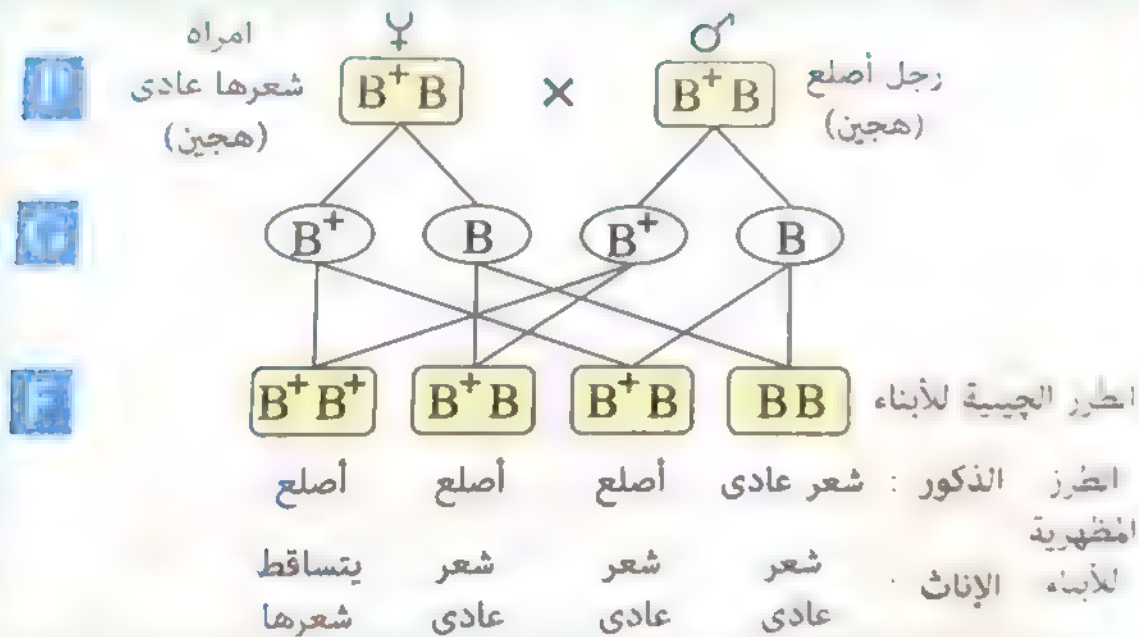 ♀ ♂
امراه
شعرها عادى
(هجين)
B⁺ B × B⁺ B
رجل أصلع
(هجين)
B⁺ B B⁺ B
B⁺ B⁺ B⁺ B B⁺ B BB
الطرز الجينية للأبناء
الطرز المظهرية للأبناء
الذكور : شعر عادى أصلع أصلع أصلع
الإناث : شعر عادى شعر عادى شعر عادى يتساقط شعرها